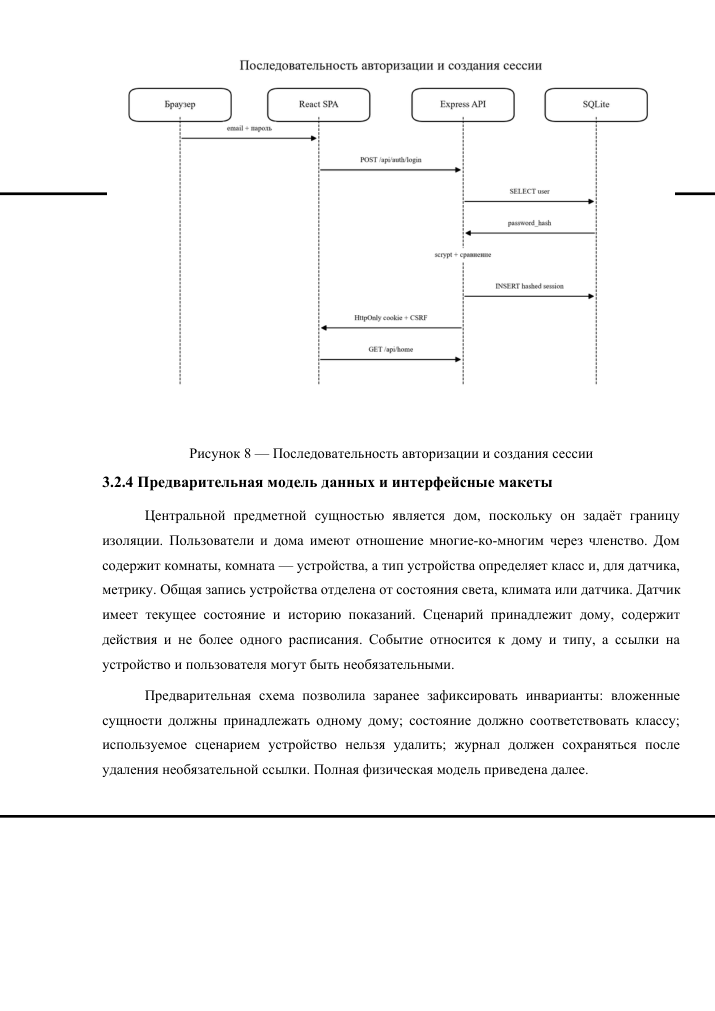 Последовательность авторизации и создания сессии
Браузер
React SPA
Express API
SQLite
email + пароль
POST /api/auth/login
SELECT user
password_hash
scrypt + сравнение
INSERT hashed session
HttpOnly cookie + CSRF
GET /api/home
Рисунок 8 — Последовательность авторизации и создания сессии
3.2.4 Предварительная модель данных и интерфейсные макеты
Центральной предметной сущностью является дом, поскольку он задаёт границу
изоляции. Пользователи и дома имеют отношение многие-ко-многим через членство. Дом
содержит комнаты, комната — устройства, а тип устройства определяет класс и, для датчика,
метрику. Общая запись устройства отделена от состояния света, климата или датчика. Датчик
имеет текущее состояние и историю показаний. Сценарий принадлежит дому, содержит
действия и не более одного расписания. Событие относится к дому и типу, а ссылки на
устройство и пользователя могут быть необязательными.
Предварительная схема позволила заранее зафиксировать инварианты: вложенные
сущности должны принадлежать одному дому; состояние должно соответствовать классу;
используемое сценарием устройство нельзя удалить; журнал должен сохраняться после
удаления необязательной ссылки. Полная физическая модель приведена далее.